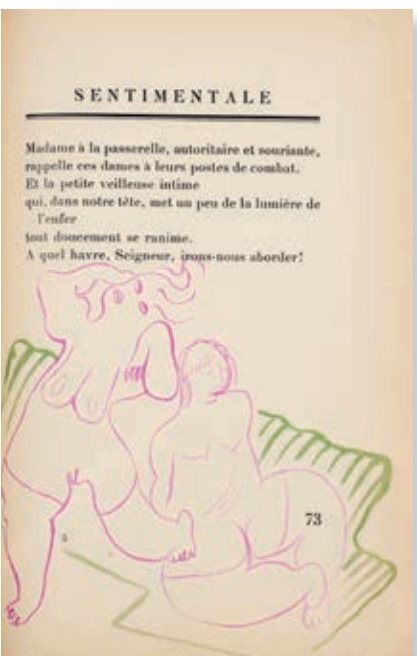 SENTIMENTALE
Madame à la passerelle, autoritaire et souriante,
rappelle ces dames à leurs postes de combat.
Et la petite veilleuse intime
qui, dans notre tête, met un peu de la lumière de
l'enfer
tout doucement se ranime.
A quel havre, Seigneur, irons-nous aborder!
73